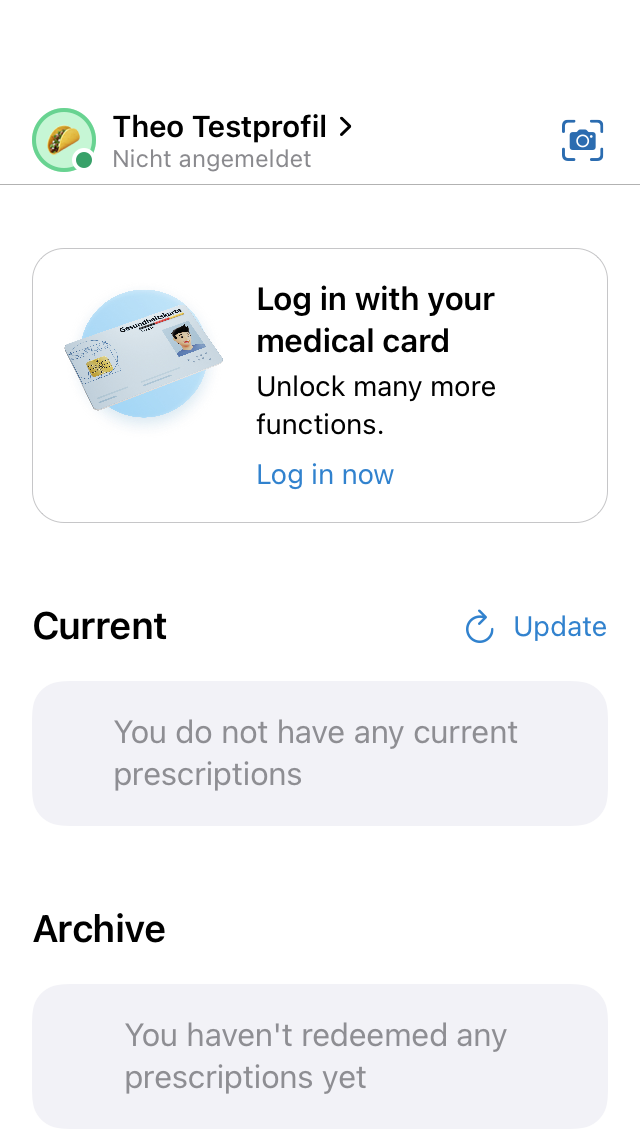 Theo Testprofil
Nicht angemeldet
Gesundheitskarte
Log in with your
medical card
Unlock many more
functions.
Log in now
Current
Update
You do not have any current
prescriptions
Archive
You haven't redeemed any
prescriptions yet